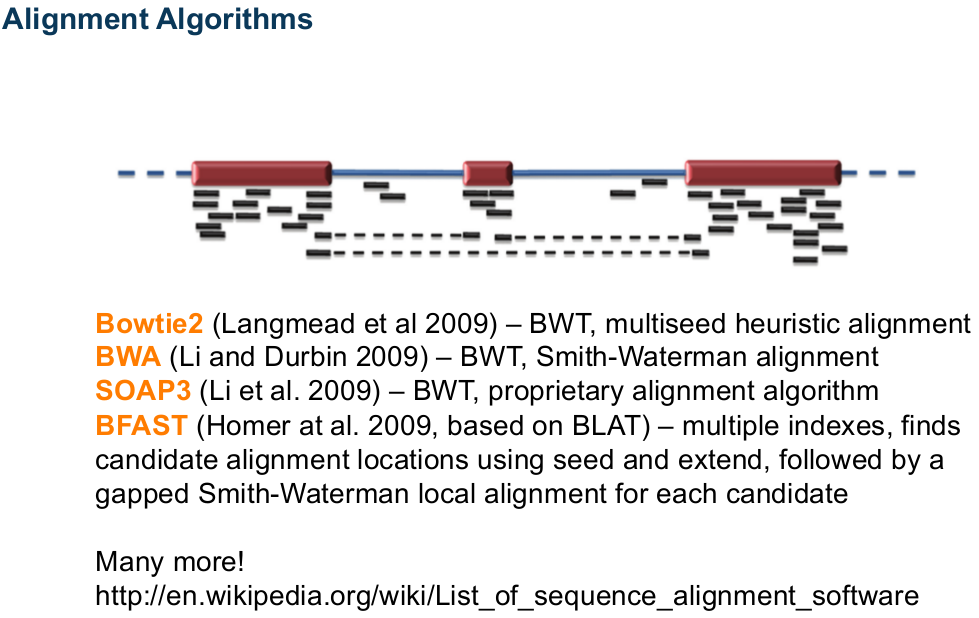 Alignment Algorithms
Bowtie2 (Langmead et al 2009) – BWT, multiseed heuristic alignment
BWA (Li and Durbin 2009) – BWT, Smith-Waterman alignment
SOAP3 (Li et al. 2009) – BWT, proprietary alignment algorithm
BFAST (Homer at al. 2009, based on BLAT) – multiple indexes, finds
candidate alignment locations using seed and extend, followed by a
gapped Smith-Waterman local alignment for each candidate
Many more!
http://en.wikipedia.org/wiki/List_of_sequence_alignment_software